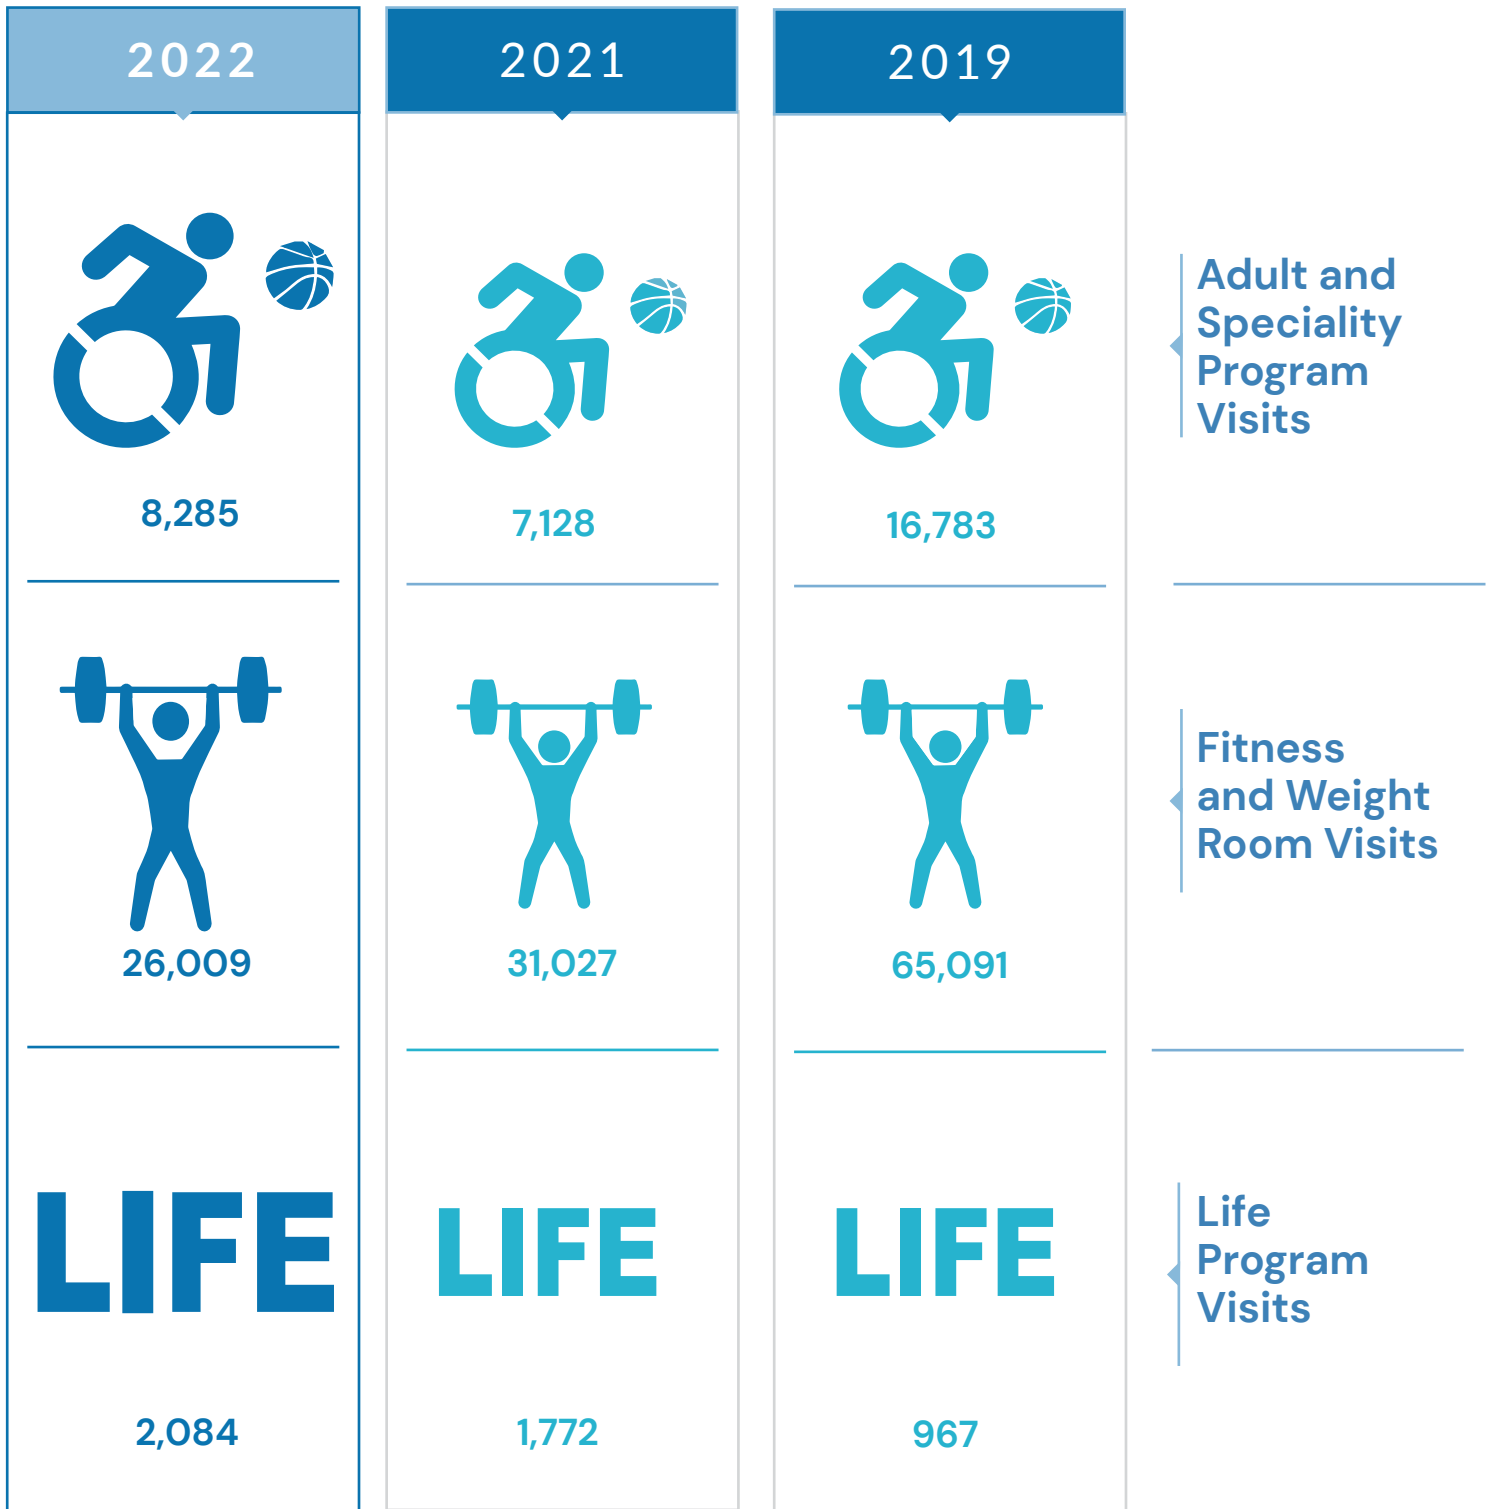 2022 2021 2019
Adult and
Speciality
Program
Visits
8,285 7,128 16,783
Fitness
and Weight
Room Visits
26,009 31,027 65,091
LIFE LIFE LIFE
Life
Program
Visits
2,084 1,772 967